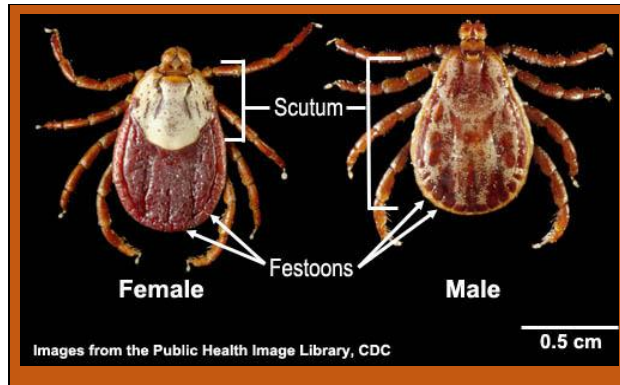 Scutum
Festoons
Female
Male
0.5 cm
Images from the Public Health Image Library, CDC